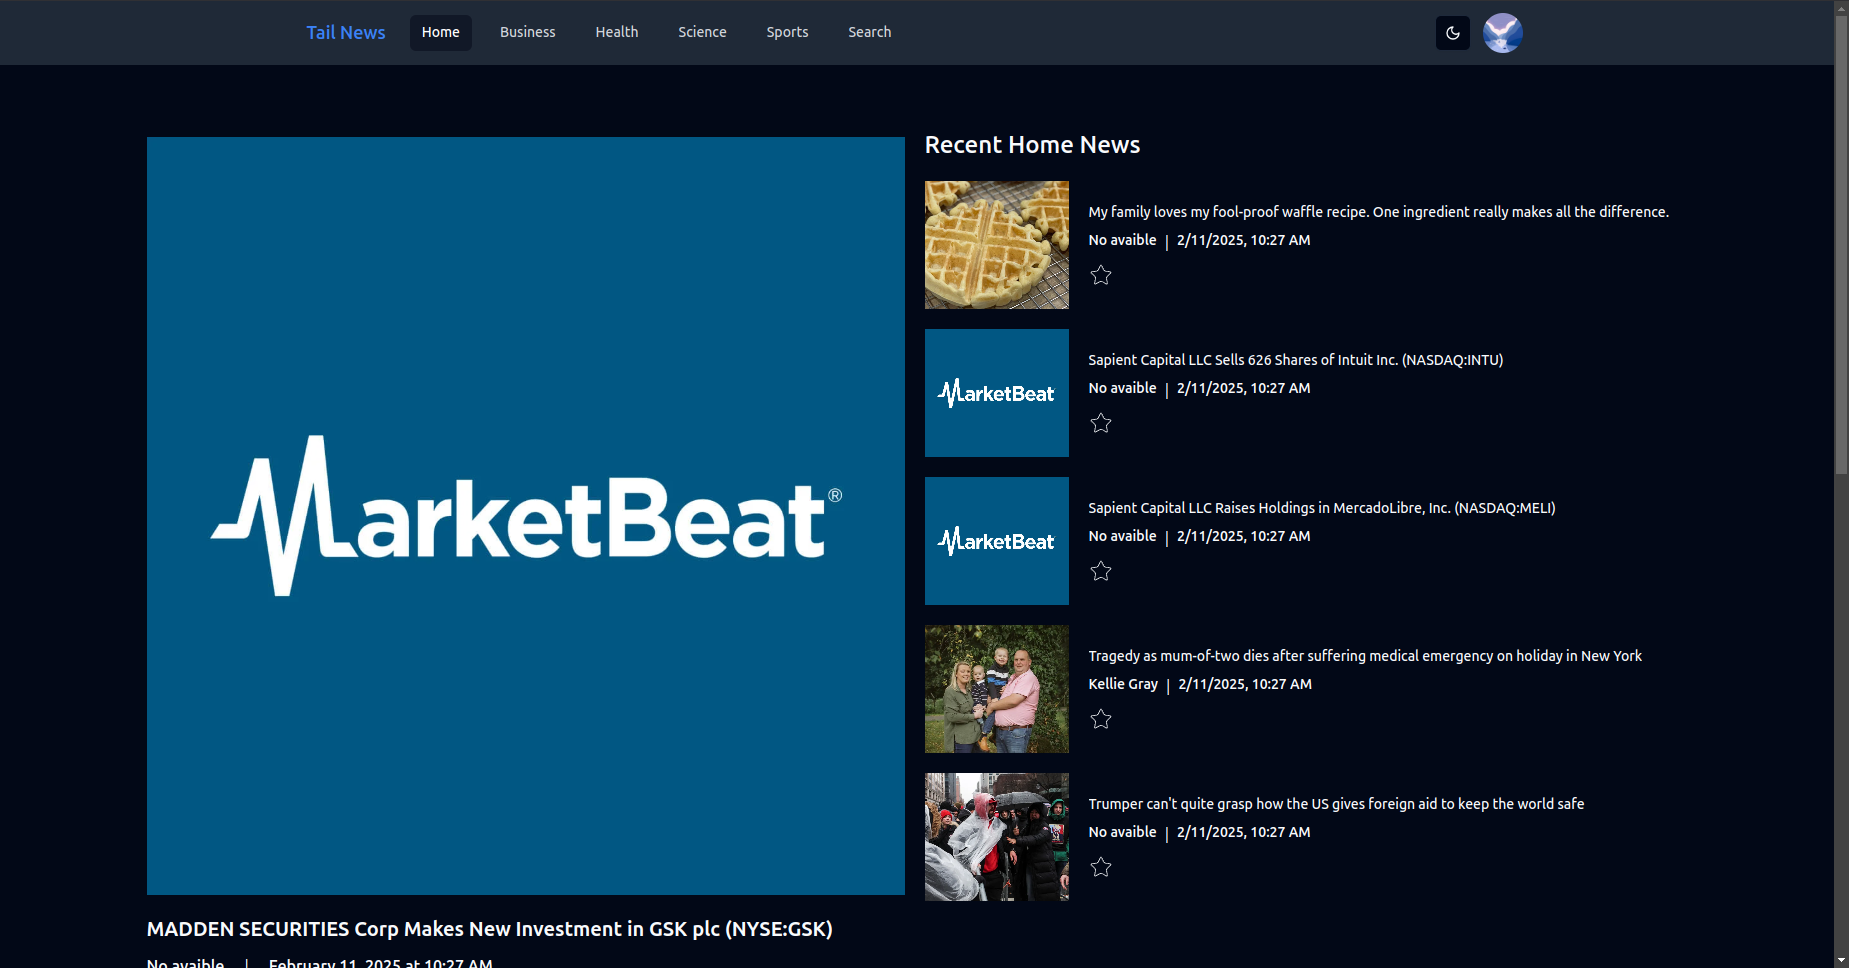 Tail News
Home
Business
Health
Science
Sports
Search
MarketBeat®
MADDEN SECURITIES Corp Makes New Investment in GSK plc (NYSE:GSK)
No avaible | February 11, 2025 at 10:27 AM
Recent Home News
My family loves my fool-proof waffle recipe. One ingredient really makes all the difference.
No avaible | 2/11/2025, 10:27 AM
MarketBeat
Sapient Capital LLC Sells 626 Shares of Intuit Inc. (NASDAQ:INTU)
No avaible | 2/11/2025, 10:27 AM
MarketBeat
Sapient Capital LLC Raises Holdings in MercadoLibre, Inc. (NASDAQ:MELI)
No avaible | 2/11/2025, 10:27 AM
Tragedy as mum-of-two dies after suffering medical emergency on holiday in New York
Kellie Gray | 2/11/2025, 10:27 AM
Trumper can't quite grasp how the US gives foreign aid to keep the world safe
No avaible | 2/11/2025, 10:27 AM